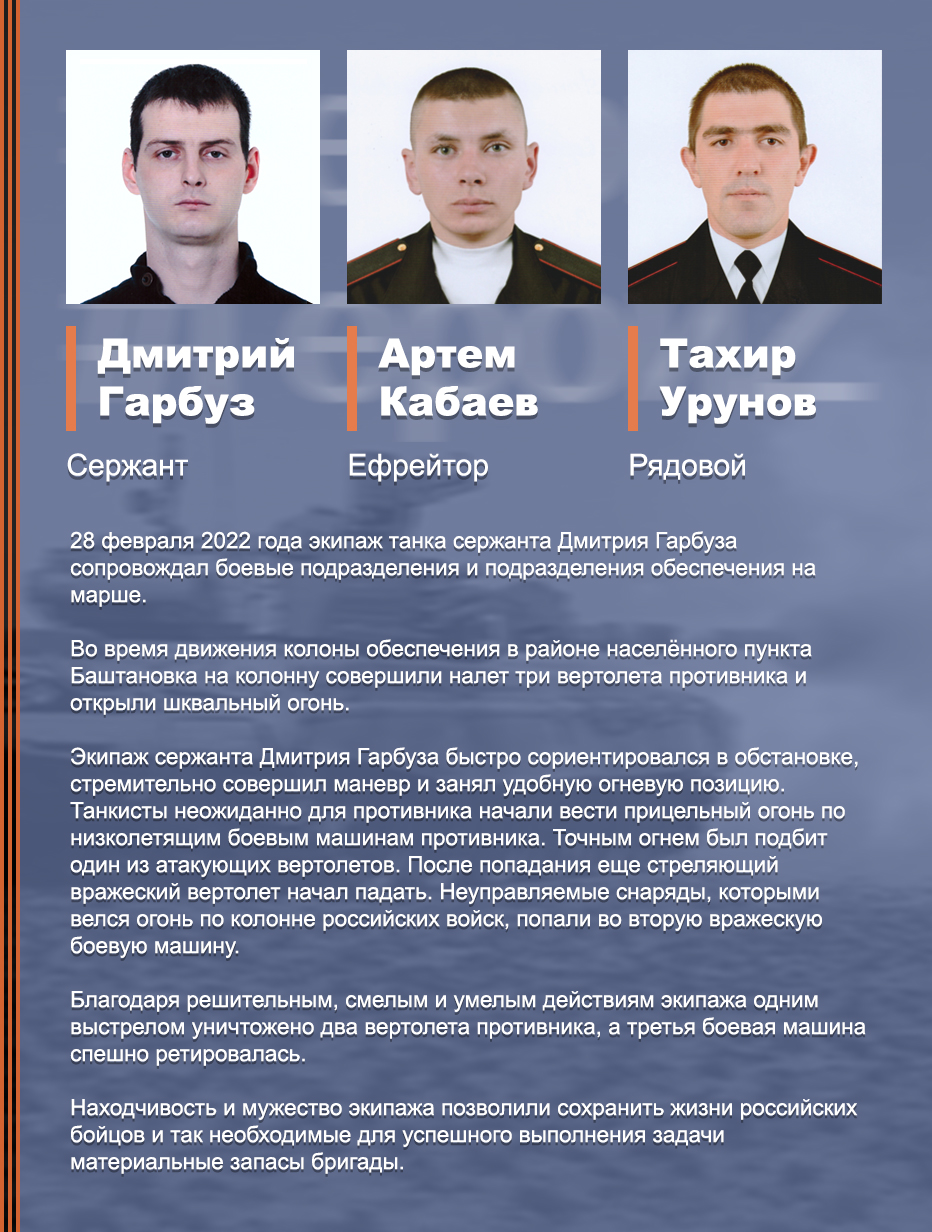 Дмитрий
Гарбуз
Сержант
Артем
Кабаев
Ефрейтор
Тахир
Урунов
Рядовой
28 февраля 2022 года экипаж танка сержанта Дмитрия Гарбуза
сопровождал боевые подразделения и подразделения обеспечения на
марше.
Во время движения колоны обеспечения в районе населённого пункта
Баштановка на колонну совершили налет три вертолета противника и
открыли шквальный огонь.
Экипаж сержанта Дмитрия Гарбуза быстро сориентировался в обстановке,
стремительно совершил маневр и занял удобную огневую позицию.
Танкисты неожиданно для противника начали вести прицельный огонь по
низколетящим боевым машинам противника. Точным огнем был подбит
один из атакующих вертолетов. После попадания еще стреляющий
вражеский вертолет начал падать. Неуправляемые снаряды, которыми
велся огонь по колонне российских войск, попали во вторую вражескую
боевую машину.
Благодаря решительным, смелым и умелым действиям экипажа одним
выстрелом уничтожено два вертолета противника, а третья боевая машина
спешно ретировалась.
Находчивость и мужество экипажа позволили сохранить жизни российских
бойцов и так необходимые для успешного выполнения задачи
материальные запасы бригады.